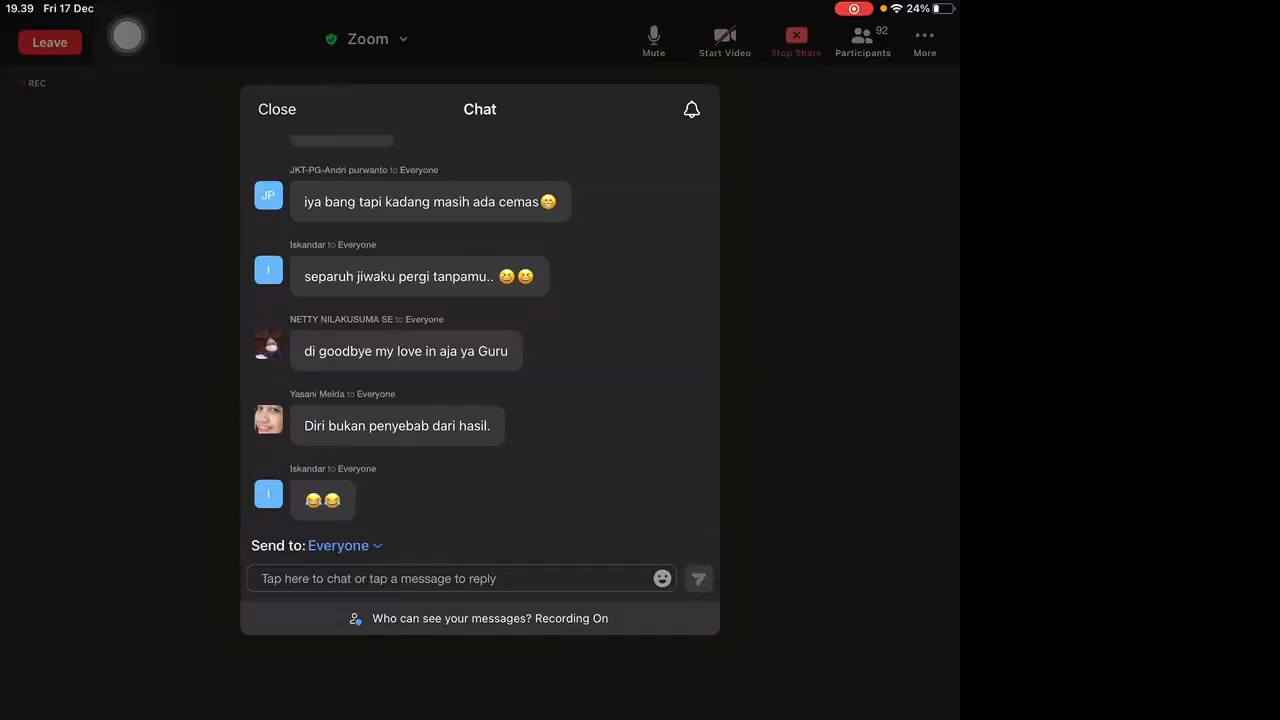 19.39 Fri 17 Dec
24%
Leave
Zoom
Mute
Start Video
Stop Share
92
Participants
More
REC
Close
Chat
JKT-PG-Andri purwanto to Everyone
JP
iya bang tapi kadang masih ada cemas😁
Iskandar to Everyone
I
separuh jiwaku pergi tanpamu.. 😆😆
NETTY NILAKUSUMA SE to Everyone
di goodbye my love in aja ya Guru
Yasani Melda to Everyone
Diri bukan penyebab dari hasil.
Iskandar to Everyone
I
😂😂
Send to: Everyone
Tap here to chat or tap a message to reply
Who can see your messages? Recording On